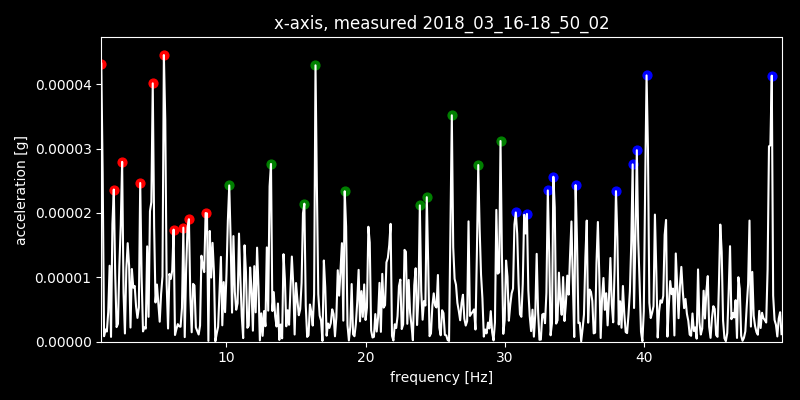 x-axis, measured 2018_03_16-18_50_02
acceleration [g]
0.00004
0.00003
0.00002
0.00001
0.00000
10 20 30 40
frequency [Hz]